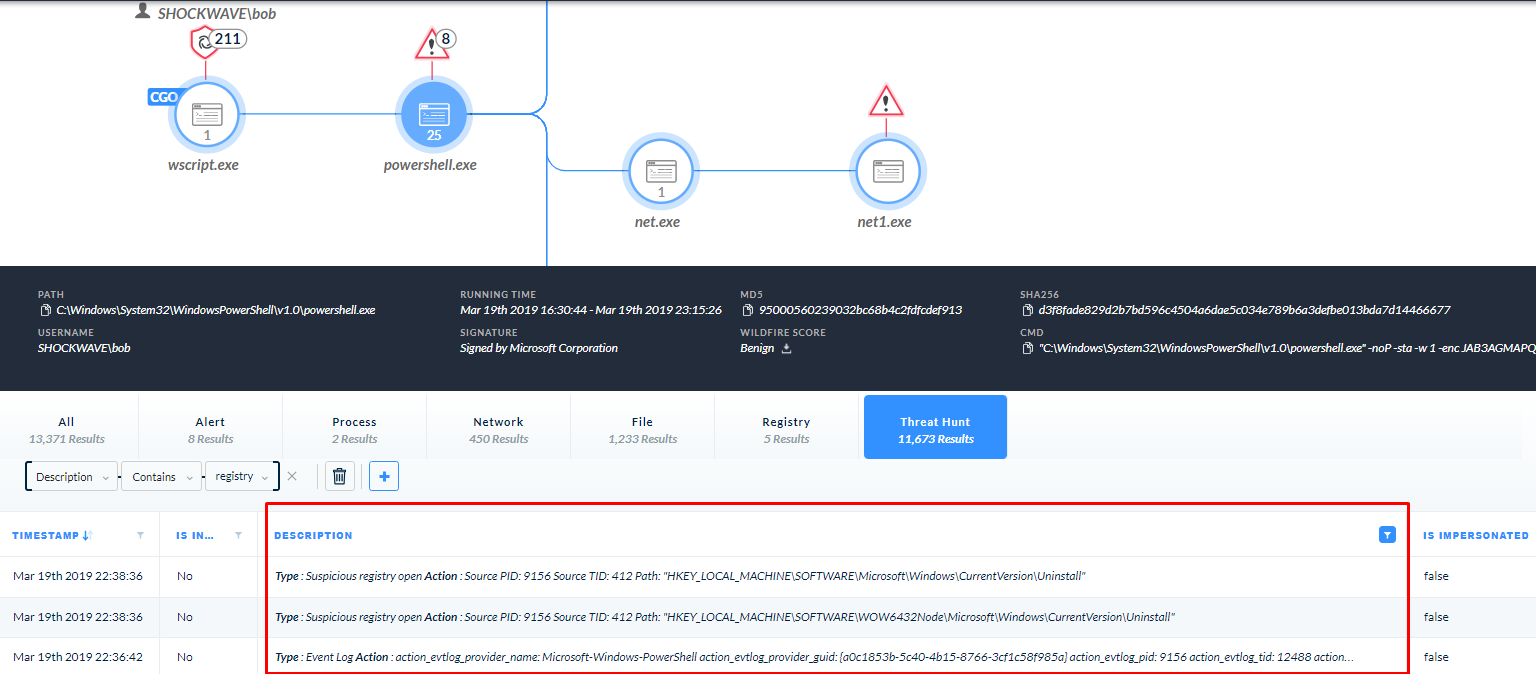 SHOCKWAVE\bob
211
8
CGO
1
25
wscript.exe
powershell.exe
1
net.exe
net1.exe
PATH
C:\Windows\System32\WindowsPowerShell\v1.0\powershell.exe
RUNNING TIME
Mar 19th 2019 16:30:44 - Mar 19th 2019 23:15:26
MD5
95000560239032bc68b4c2fdfcdef913
SHA256
d3f8fade829d2b7bd596c4504a6dae5c034e789b6a3defbe013bda7d14466677
USERNAME
SHOCKWAVE\bob
SIGNATURE
Signed by Microsoft Corporation
WILDFIRE SCORE
Benign
CMD
"C:\Windows\System32\WindowsPowerShell\v1.0\powershell.exe" -noP -sta -w 1 -enc JAB3AGMAPQ
All
13,371 Results
Alert
8 Results
Process
2 Results
Network
450 Results
File
1,233 Results
Registry
5 Results
Threat Hunt
11,673 Results
Description Contains registry
TIMESTAMP IS IN... DESCRIPTION IS IMPERSONATED
Mar 19th 2019 22:38:36 No Type : Suspicious registry open Action : Source PID: 9156 Source TID: 412 Path: "HKEY_LOCAL_MACHINE\SOFTWARE\Microsoft\Windows\CurrentVersion\Uninstall" false
Mar 19th 2019 22:38:36 No Type : Suspicious registry open Action : Source PID: 9156 Source TID: 412 Path: "HKEY_LOCAL_MACHINE\SOFTWARE\WOW6432Node\Microsoft\Windows\CurrentVersion\Uninstall" false
Mar 19th 2019 22:36:42 No Type : Event Log Action : action_evtlog_provider_name: Microsoft-Windows-PowerShell action_evtlog_provider_guid: {a0c1853b-5c40-4b15-8766-3cf1c58f985a} action_evtlog_pid: 9156 action_evtlog_tid: 12488 action... false